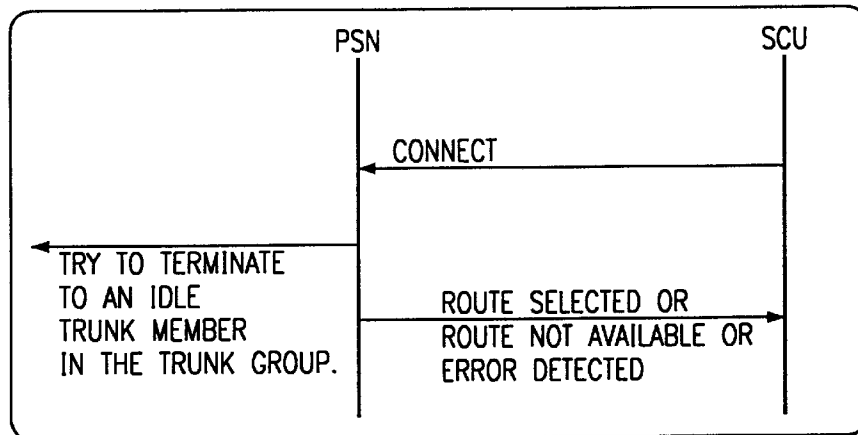 PSN
SCU
CONNECT
TRY TO TERMINATE
TO AN IDLE
TRUNK MEMBER
IN THE TRUNK GROUP.
ROUTE SELECTED OR
ROUTE NOT AVAILABLE OR
ERROR DETECTED